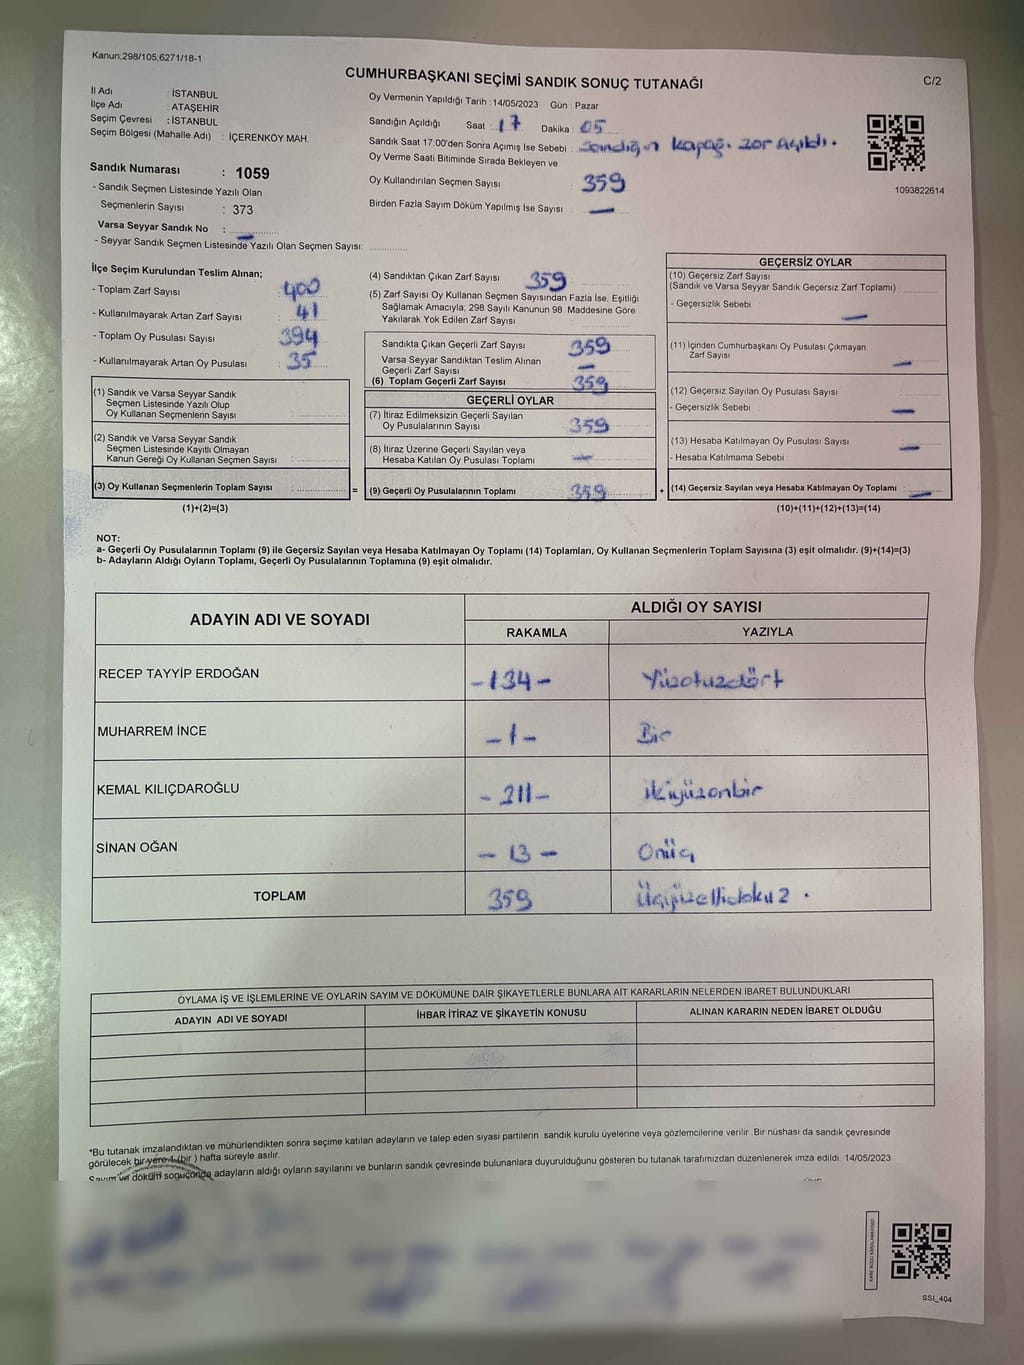 Kanun;298/105,6271/18-1
CUMHURBAŞKANI SEÇİMİ SANDIK SONUÇ TUTANAĞI
C/2
İl Adı : İSTANBUL
İlçe Adı : ATAŞEHİR
Seçim Çevresi : İSTANBUL
Seçim Bölgesi (Mahalle Adı) : İÇERENKÖY MAH.
Sandık Numarası : 1059
- Sandık Seçmen Listesinde Yazılı Olan
Seçmenlerin Sayısı : 373
Varsa Seyyar Sandık No : —
- Seyyar Sandık Seçmen Listesinde Yazılı Olan Seçmen Sayısı:
Oy Vermenin Yapıldığı Tarih : 14/05/2023 Gün : Pazar
Sandığın Açıldığı Saat : 17 Dakika : 05
Sandık Saat 17.00'den Sonra Açımış İse Sebebi : Sandığın kapağı zor açıldı.
Oy Verme Saati Bitiminde Sırada Bekleyen ve
Oy Kullandırılan Seçmen Sayısı : 359
Birden Fazla Sayım Döküm Yapılmış İse Sayısı : —
1093822614
İlçe Seçim Kurulundan Teslim Alınan;
- Toplam Zarf Sayısı : 400
- Kullanılmayarak Artan Zarf Sayısı : 41
- Toplam Oy Pusulası Sayısı : 394
- Kullanılmayarak Artan Oy Pusulası : 35
(1) Sandık ve Varsa Seyyar Sandık
Seçmen Listesinde Yazılı Olup
Oy Kullanan Seçmenlerin Sayısı :
(2) Sandık ve Varsa Seyyar Sandık
Seçmen Listesinde Kayıtlı Olmayan
Kanun Gereği Oy Kullanan Seçmen Sayısı :
(3) Oy Kullanan Seçmenlerin Toplam Sayısı :
(1)+(2)=(3)
(4) Sandıktan Çıkan Zarf Sayısı 359
(5) Zarf Sayısı Oy Kullanan Seçmen Sayısından Fazla İse, Eşitliği
Sağlamak Amacıyla, 298 Sayılı Kanunun 98 Maddesine Göre
Yakılarak Yok Edilen Zarf Sayısı
Sandıkta Çıkan Geçerli Zarf Sayısı 359
Varsa Seyyar Sandıktan Teslim Alınan
Geçerli Zarf Sayısı —
(6) Toplam Geçerli Zarf Sayısı 359
GEÇERLİ OYLAR
(7) İtiraz Edilmeksizin Geçerli Sayılan
Oy Pusulalarının Sayısı 359
(8) İtiraz Üzerine Geçerli Sayılan veya
Hesaba Katılan Oy Pusulası Toplamı —
= (9) Geçerli Oy Pusulalarının Toplamı 359
GEÇERSİZ OYLAR
(10) Geçersiz Zarf Sayısı
(Sandık ve Varsa Seyyar Sandık Geçersiz Zarf Toplamı) :
- Geçersizlik Sebebi : —
(11) İçinden Cumhurbaşkanı Oy Pusulası Çıkmayan
Zarf Sayısı : —
(12) Geçersiz Sayılan Oy Pusulası Sayısı :
- Geçersizlik Sebebi : —
(13) Hesaba Katılmayan Oy Pusulası Sayısı : —
- Hesaba Katılmama Sebebi :
+ (14) Geçersiz Sayılan veya Hesaba Katılmayan Oy Toplamı : —
(10)+(11)+(12)+(13)=(14)
NOT:
a- Geçerli Oy Pusulalarının Toplamı (9) ile Geçersiz Sayılan veya Hesaba Katılmayan Oy Toplamı (14) Toplamları, Oy Kullanan Seçmenlerin Toplam Sayısına (3) eşit olmalıdır. (9)+(14)=(3)
b- Adayların Aldığı Oyların Toplamı, Geçerli Oy Pusulalarının Toplamına (9) eşit olmalıdır.
ADAYIN ADI VE SOYADI
ALDIĞI OY SAYISI
RAKAMLA YAZIYLA
RECEP TAYYİP ERDOĞAN -134- Yüzotuzdört
MUHARREM İNCE -1- Bir
KEMAL KILIÇDAROĞLU -211- ikiyüzonbir
SİNAN OĞAN -13- Onüç
TOPLAM 359 Üçyüzellidokuz.
OYLAMA İŞ VE İŞLEMLERİNE VE OYLARIN SAYIM VE DÖKÜMÜNE DAİR ŞİKAYETLERLE BUNLARA AİT KARARLARIN NELERDEN İBARET BULUNDUKLARI
ADAYIN ADI VE SOYADI
İHBAR İTİRAZ VE ŞİKAYETİN KONUSU
ALINAN KARARIN NEDEN İBARET OLDUĞU
*Bu tutanak imzalandıktan ve mühürlendikten sonra seçime katılan adayların ve talep eden siyasi partilerin sandık kurulu üyelerine veya gözlemcilerine verilir. Bir nüshası da sandık çevresinde
görülecek bir yere 1 (bir ) hafta süreyle asılır.
Sayım ve döküm sonuçunda adayların aldığı oyların sayılarını ve bunların sandık çevresinde bulunanlara duyurulduğunu gösteren bu tutanak tarafımızdan düzenlenerek imza edildi. 14/05/2023
SSI_404